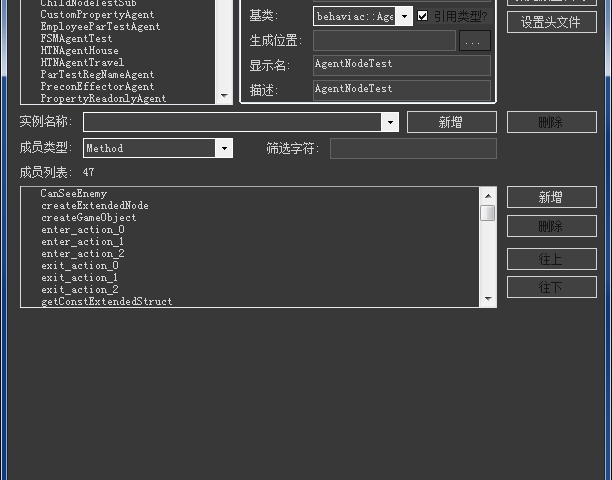 ChildNodeTestSub
CustomPropertyAgent
EmployeeParTestAgent
FSMAgentTest
HTNAgentHouse
HTNAgentTravel
ParTestRegNameAgent
PreconEffectorAgent
PropertyReadonlyAgent
基类: behaviac::Age 引用类型?
生成位置: ...
显示名: AgentNodeTest
描述: AgentNodeTest
设置头文件
实例名称: 新增 删除
成员类型: Method 筛选字符:
成员列表: 47
CanSeeEnemy
createExtendedNode
createGameObject
enter_action_0
enter_action_1
enter_action_2
exit_action_0
exit_action_1
exit_action_2
getConstExtendedStruct
新增
删除
往上
往下